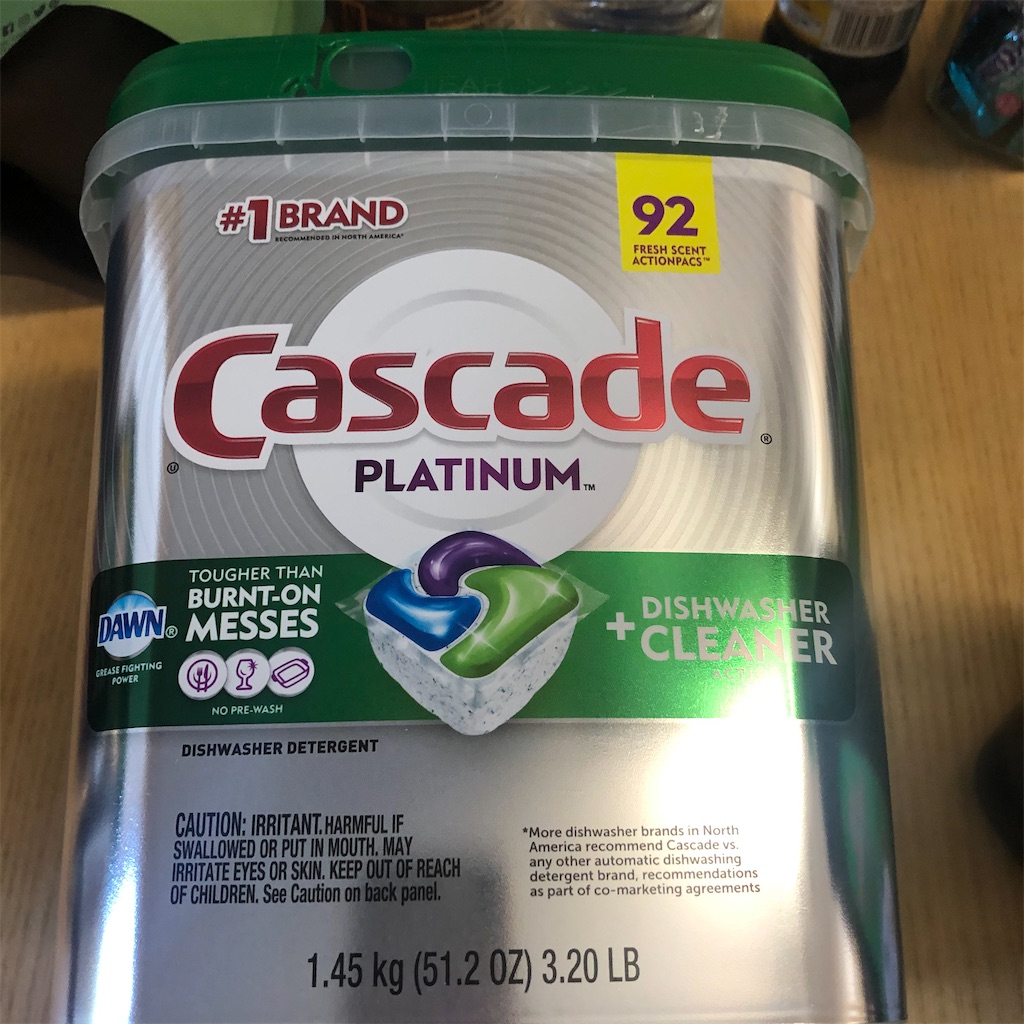 #1 BRAND
RECOMMENDED IN NORTH AMERICA*
92
FRESH SCENT
ACTIONPACS™
Cascade®
PLATINUM™
DAWN®
GREASE FIGHTING
POWER
TOUGHER THAN
BURNT-ON
MESSES
NO PRE-WASH
+ DISHWASHER
CLEANER
DISHWASHER DETERGENT
CAUTION: IRRITANT. HARMFUL IF
SWALLOWED OR PUT IN MOUTH. MAY
IRRITATE EYES OR SKIN. KEEP OUT OF REACH
OF CHILDREN. See Caution on back panel.
*More dishwasher brands in North
America recommend Cascade vs.
any other automatic dishwashing
detergent brand, recommendations
as part of co-marketing agreements
1.45 kg (51.2 OZ) 3.20 LB